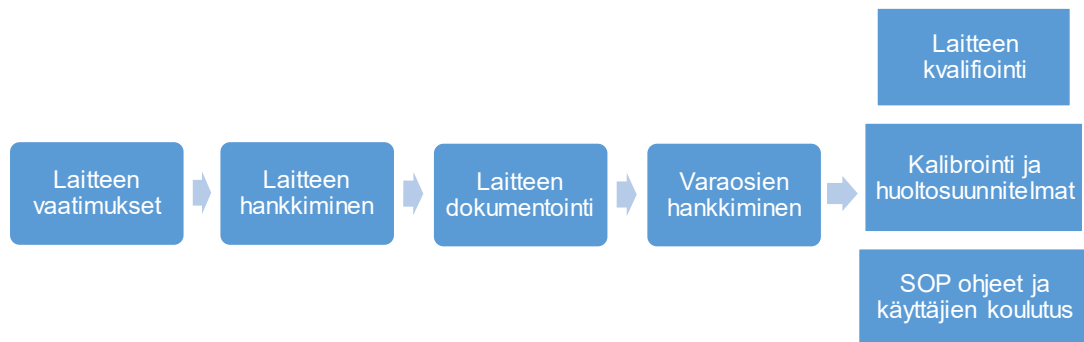 Laitteen
vaatimukset
Laitteen
hankkiminen
Laitteen
dokumentointi
Varaosien
hankkiminen
Laitteen
kvalifiointi
Kalibrointi ja
huoltosuunnitelmat
SOP ohjeet ja
käyttäjien koulutus